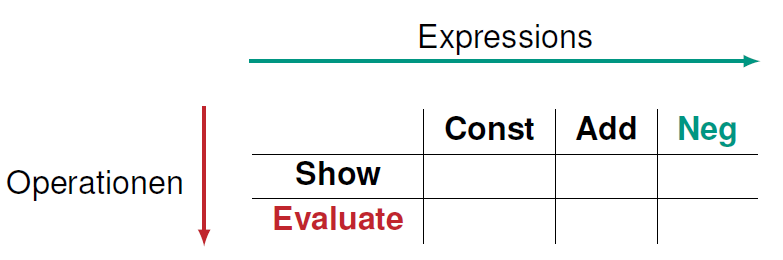 Expressions
Const Add Neg
Operationen
Show
Evaluate